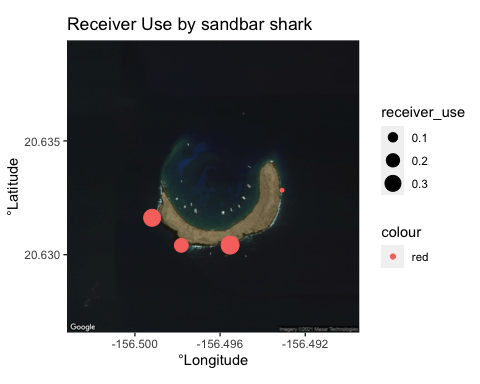 Receiver Use by sandbar shark
°Latitude
20.635
20.630
Google
Imagery ©2021 Maxar Technologies
-156.500
-156.496
-156.492
°Longitude
receiver_use
0.1
0.2
0.3
colour
red